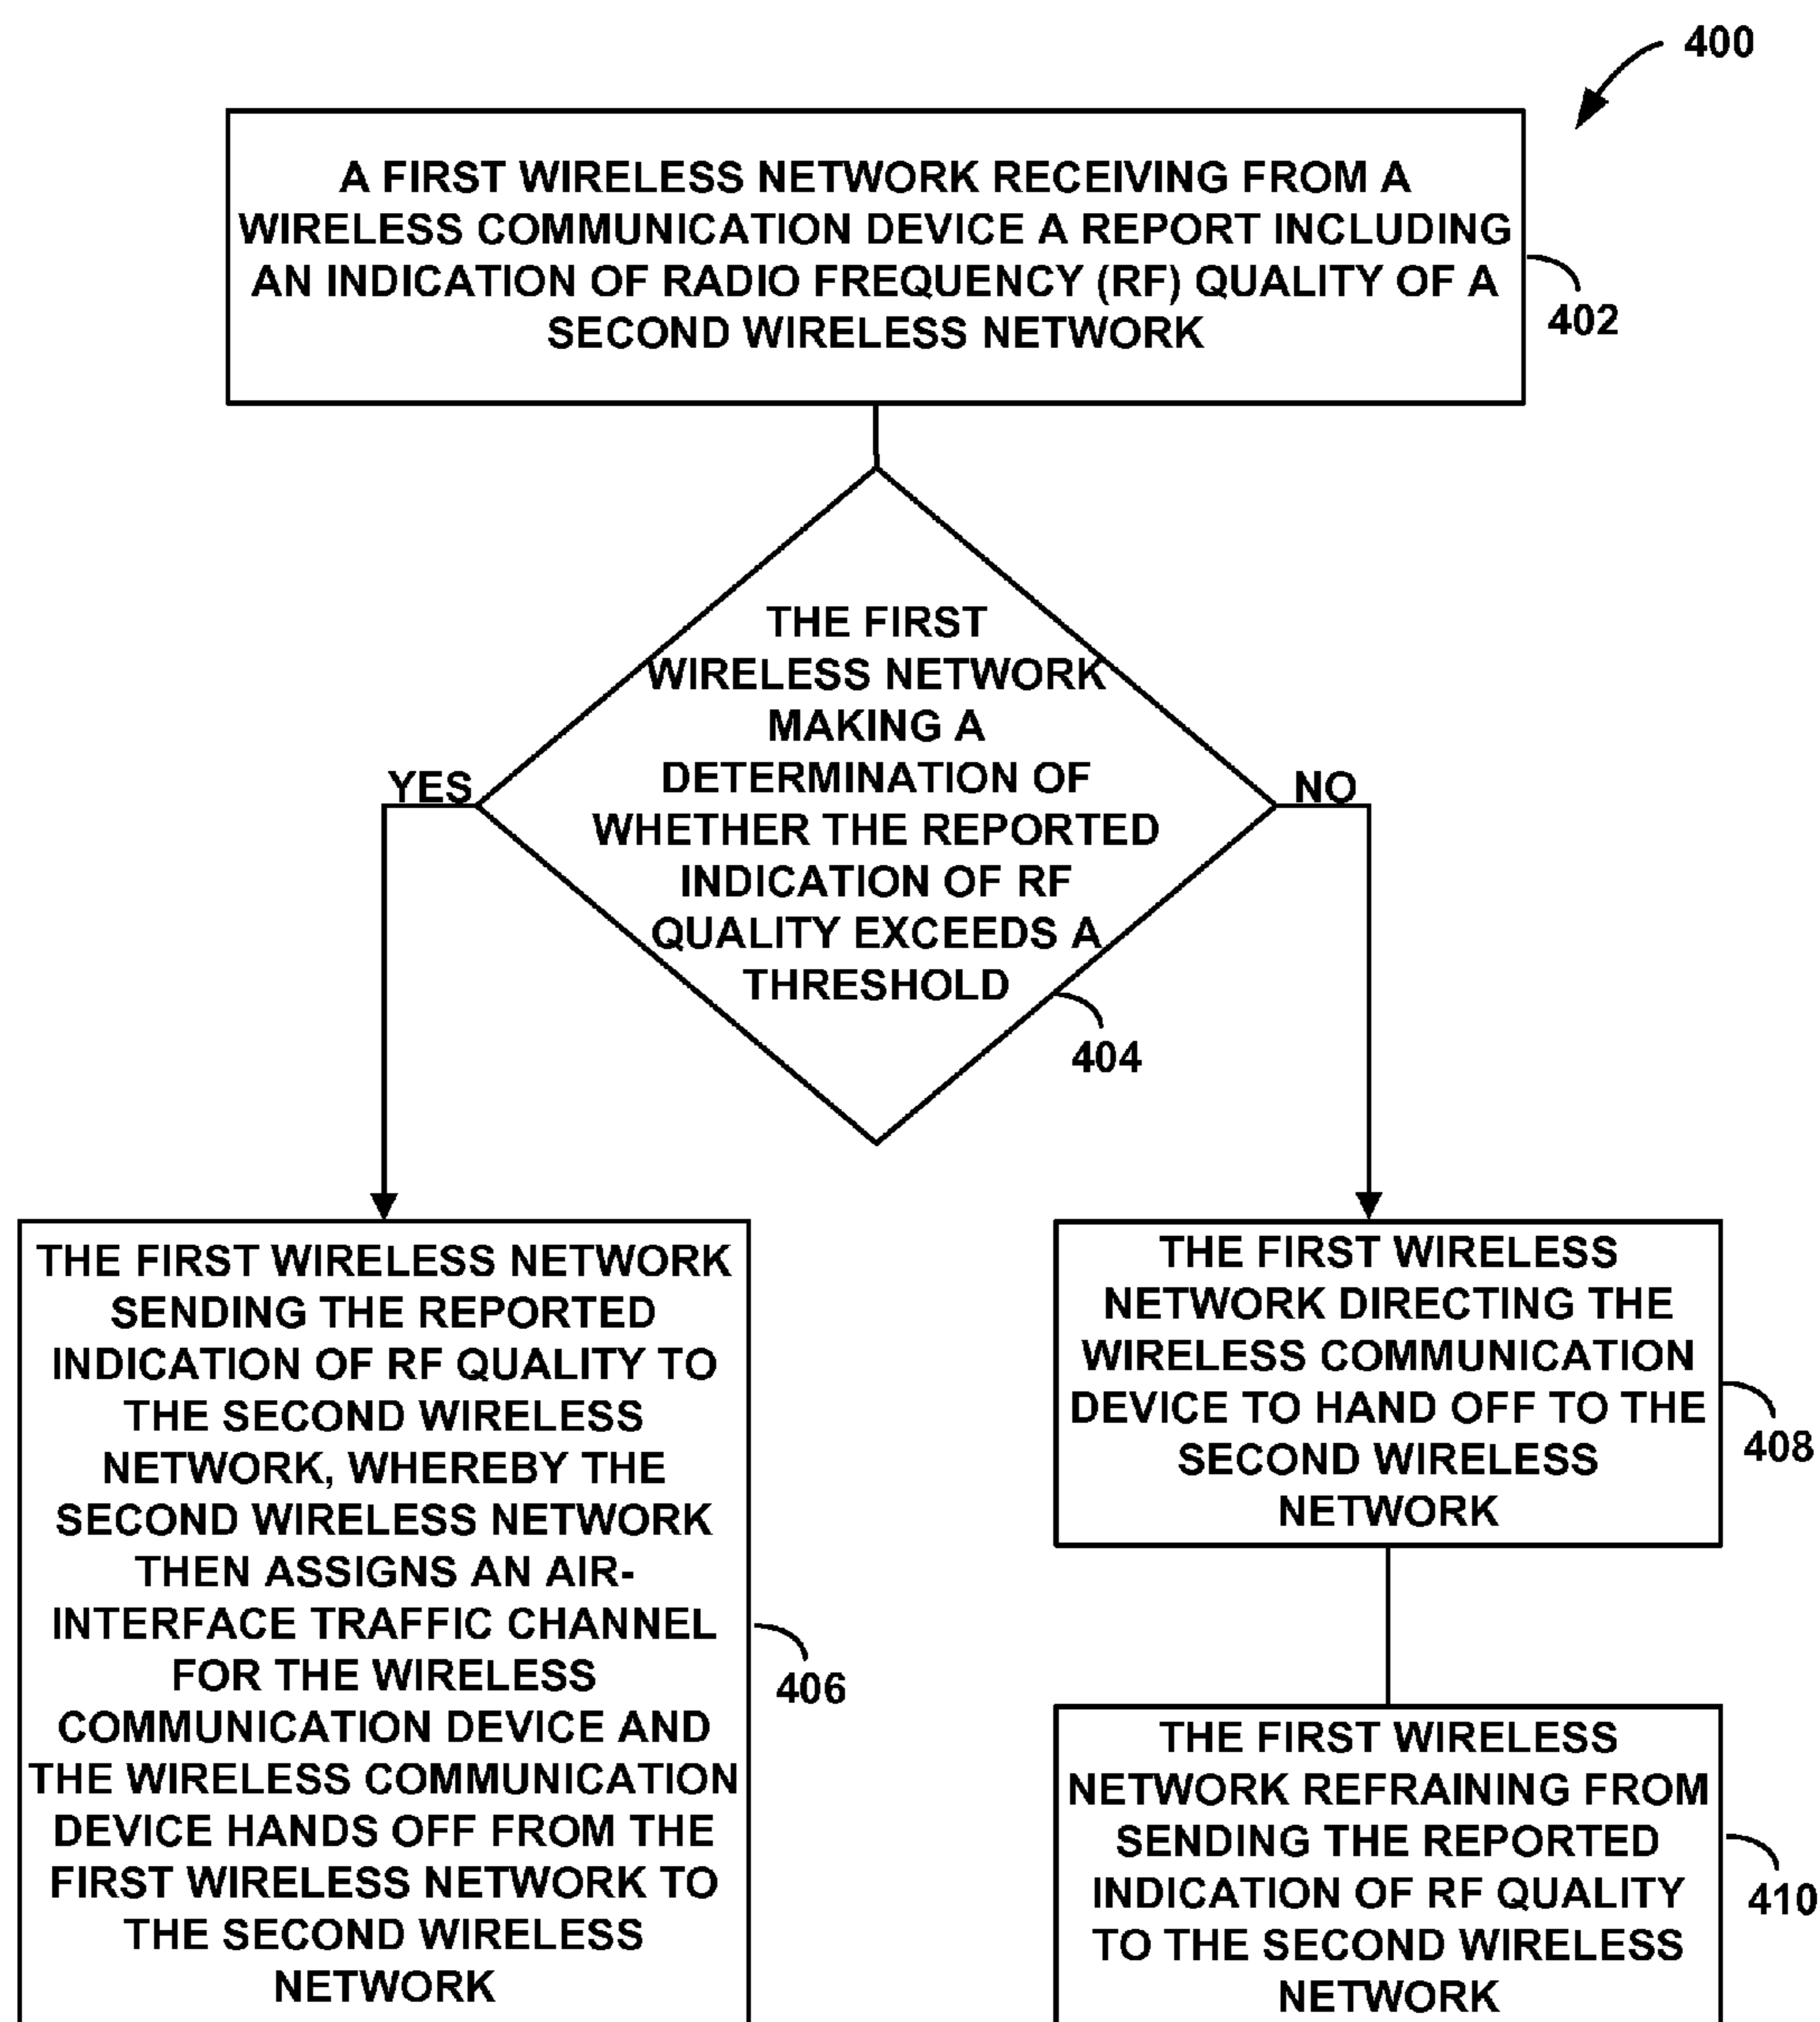 400
A FIRST WIRELESS NETWORK RECEIVING FROM A
WIRELESS COMMUNICATION DEVICE A REPORT INCLUDING
AN INDICATION OF RADIO FREQUENCY (RF) QUALITY OF A
SECOND WIRELESS NETWORK
402
THE FIRST
WIRELESS NETWORK
MAKING A
DETERMINATION OF
WHETHER THE REPORTED
INDICATION OF RF
QUALITY EXCEEDS A
THRESHOLD
404
YES
NO
THE FIRST WIRELESS NETWORK
SENDING THE REPORTED
INDICATION OF RF QUALITY TO
THE SECOND WIRELESS
NETWORK, WHEREBY THE
SECOND WIRELESS NETWORK
THEN ASSIGNS AN AIR-
INTERFACE TRAFFIC CHANNEL
FOR THE WIRELESS
COMMUNICATION DEVICE AND
THE WIRELESS COMMUNICATION
DEVICE HANDS OFF FROM THE
FIRST WIRELESS NETWORK TO
THE SECOND WIRELESS
NETWORK
406
THE FIRST WIRELESS
NETWORK DIRECTING THE
WIRELESS COMMUNICATION
DEVICE TO HAND OFF TO THE
SECOND WIRELESS
NETWORK
408
THE FIRST WIRELESS
NETWORK REFRAINING FROM
SENDING THE REPORTED
INDICATION OF RF QUALITY
TO THE SECOND WIRELESS
NETWORK
410